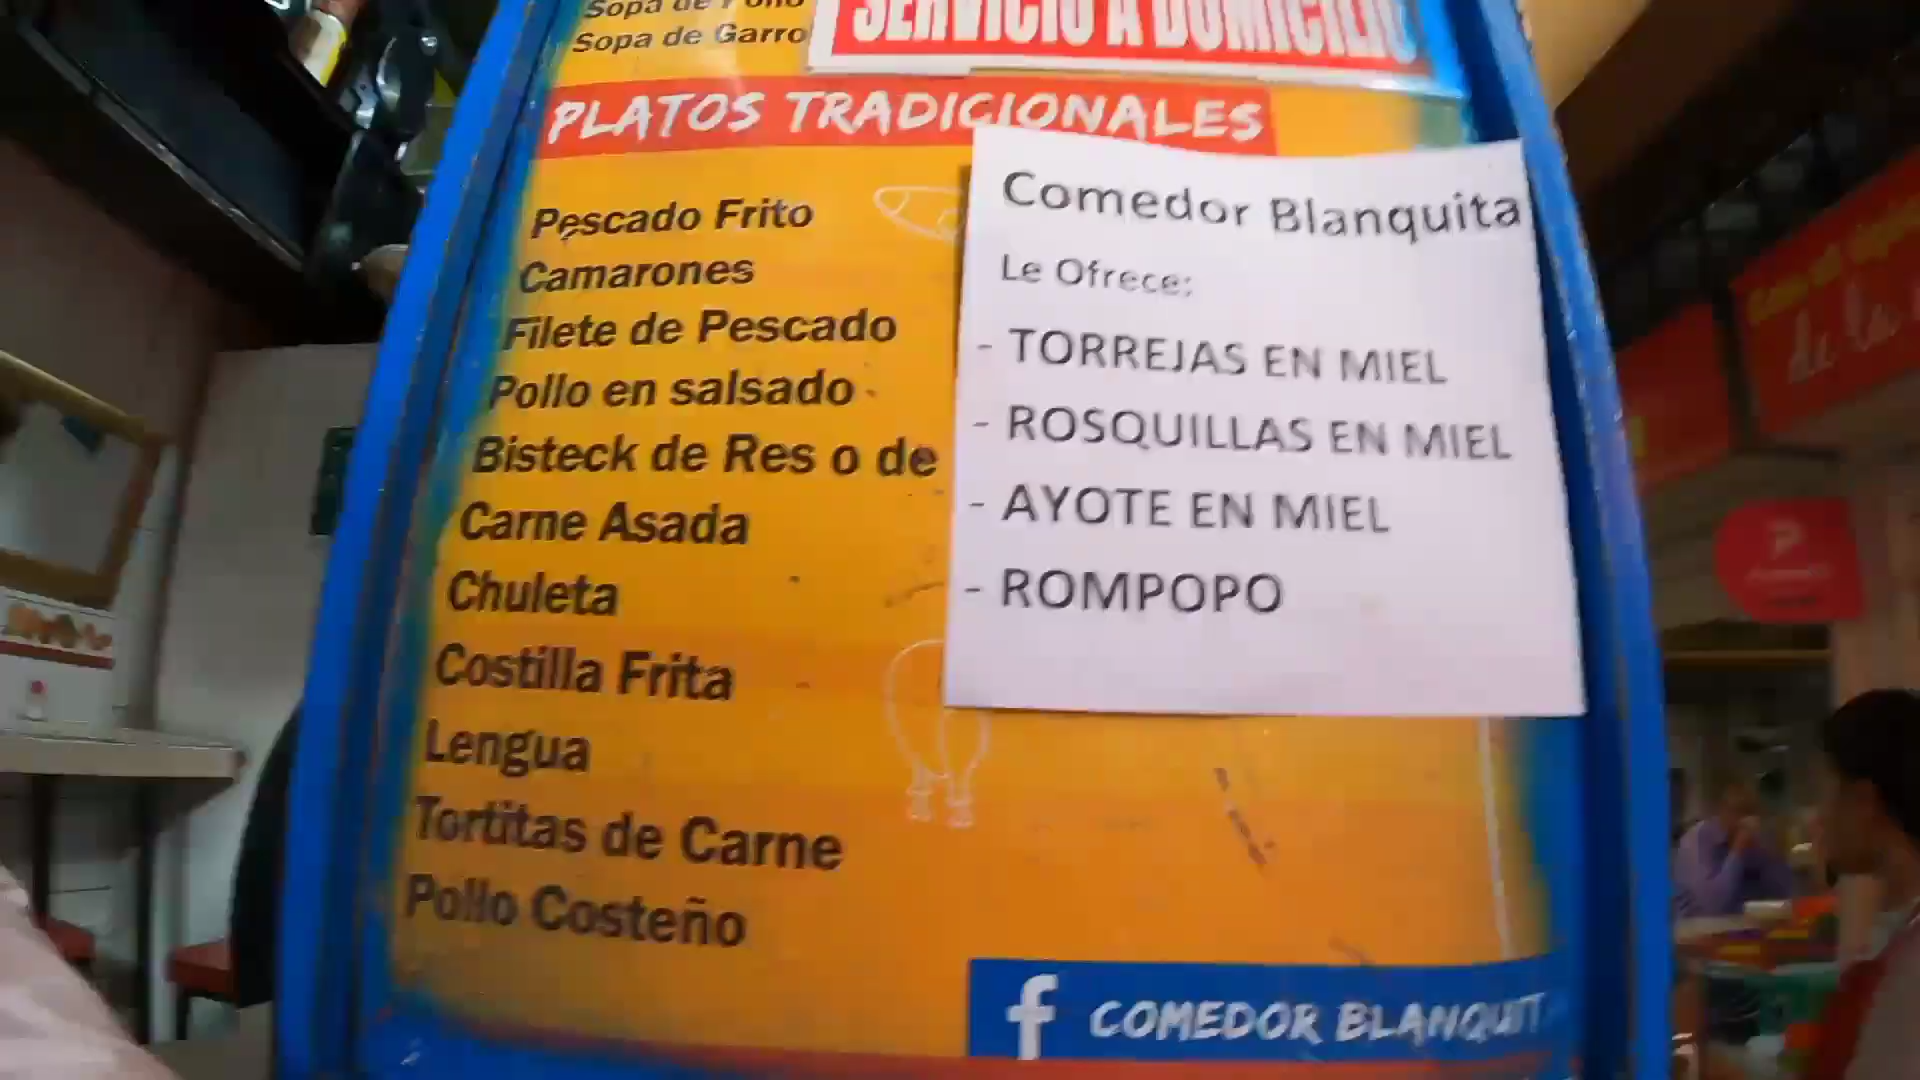 Sopa de Pollo
Sopa de Garro
SERVICIO A DOMICILIO
PLATOS TRADICIONALES
Pescado Frito
Camarones
Filete de Pescado
Pollo en salsado
Bisteck de Res o de
Carne Asada
Chuleta
Costilla Frita
Lengua
Tortitas de Carne
Pollo Costeño
Comedor Blanquita
Le Ofrece:
- TORREJAS EN MIEL
- ROSQUILLAS EN MIEL
- AYOTE EN MIEL
- ROMPOPO
f COMEDOR BLANQUIT
de la